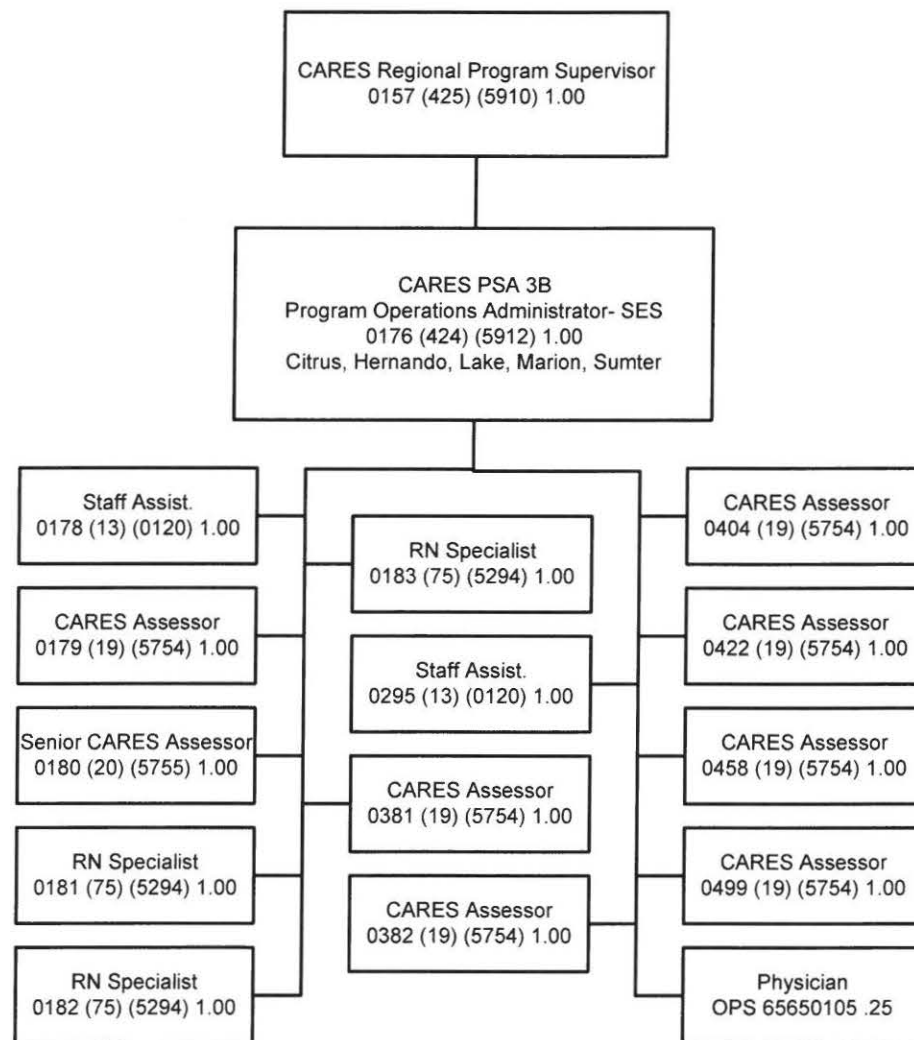 CARES Regional Program Supervisor
0157 (425) (5910) 1.00
CARES PSA 3B
Program Operations Administrator- SES
0176 (424) (5912) 1.00
Citrus, Hernando, Lake, Marion, Sumter
Staff Assist.
0178 (13) (0120) 1.00
CARES Assessor
0179 (19) (5754) 1.00
Senior CARES Assessor
0180 (20) (5755) 1.00
RN Specialist
0181 (75) (5294) 1.00
RN Specialist
0182 (75) (5294) 1.00
RN Specialist
0183 (75) (5294) 1.00
Staff Assist.
0295 (13) (0120) 1.00
CARES Assessor
0381 (19) (5754) 1.00
CARES Assessor
0382 (19) (5754) 1.00
CARES Assessor
0404 (19) (5754) 1.00
CARES Assessor
0422 (19) (5754) 1.00
CARES Assessor
0458 (19) (5754) 1.00
CARES Assessor
0499 (19) (5754) 1.00
Physician
OPS 65650105 .25